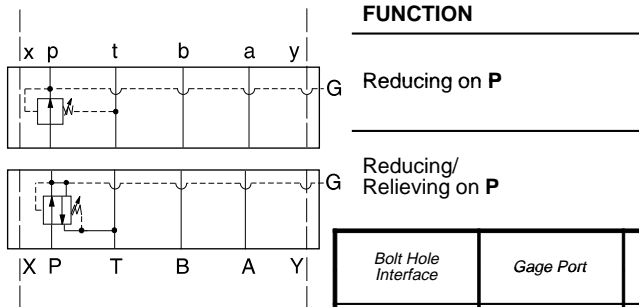 FUNCTION
x p t b a y
G
Reducing on P
G
Reducing/
Relieving on P
X P T B A Y
Bolt Hole
Interface
Gage Port